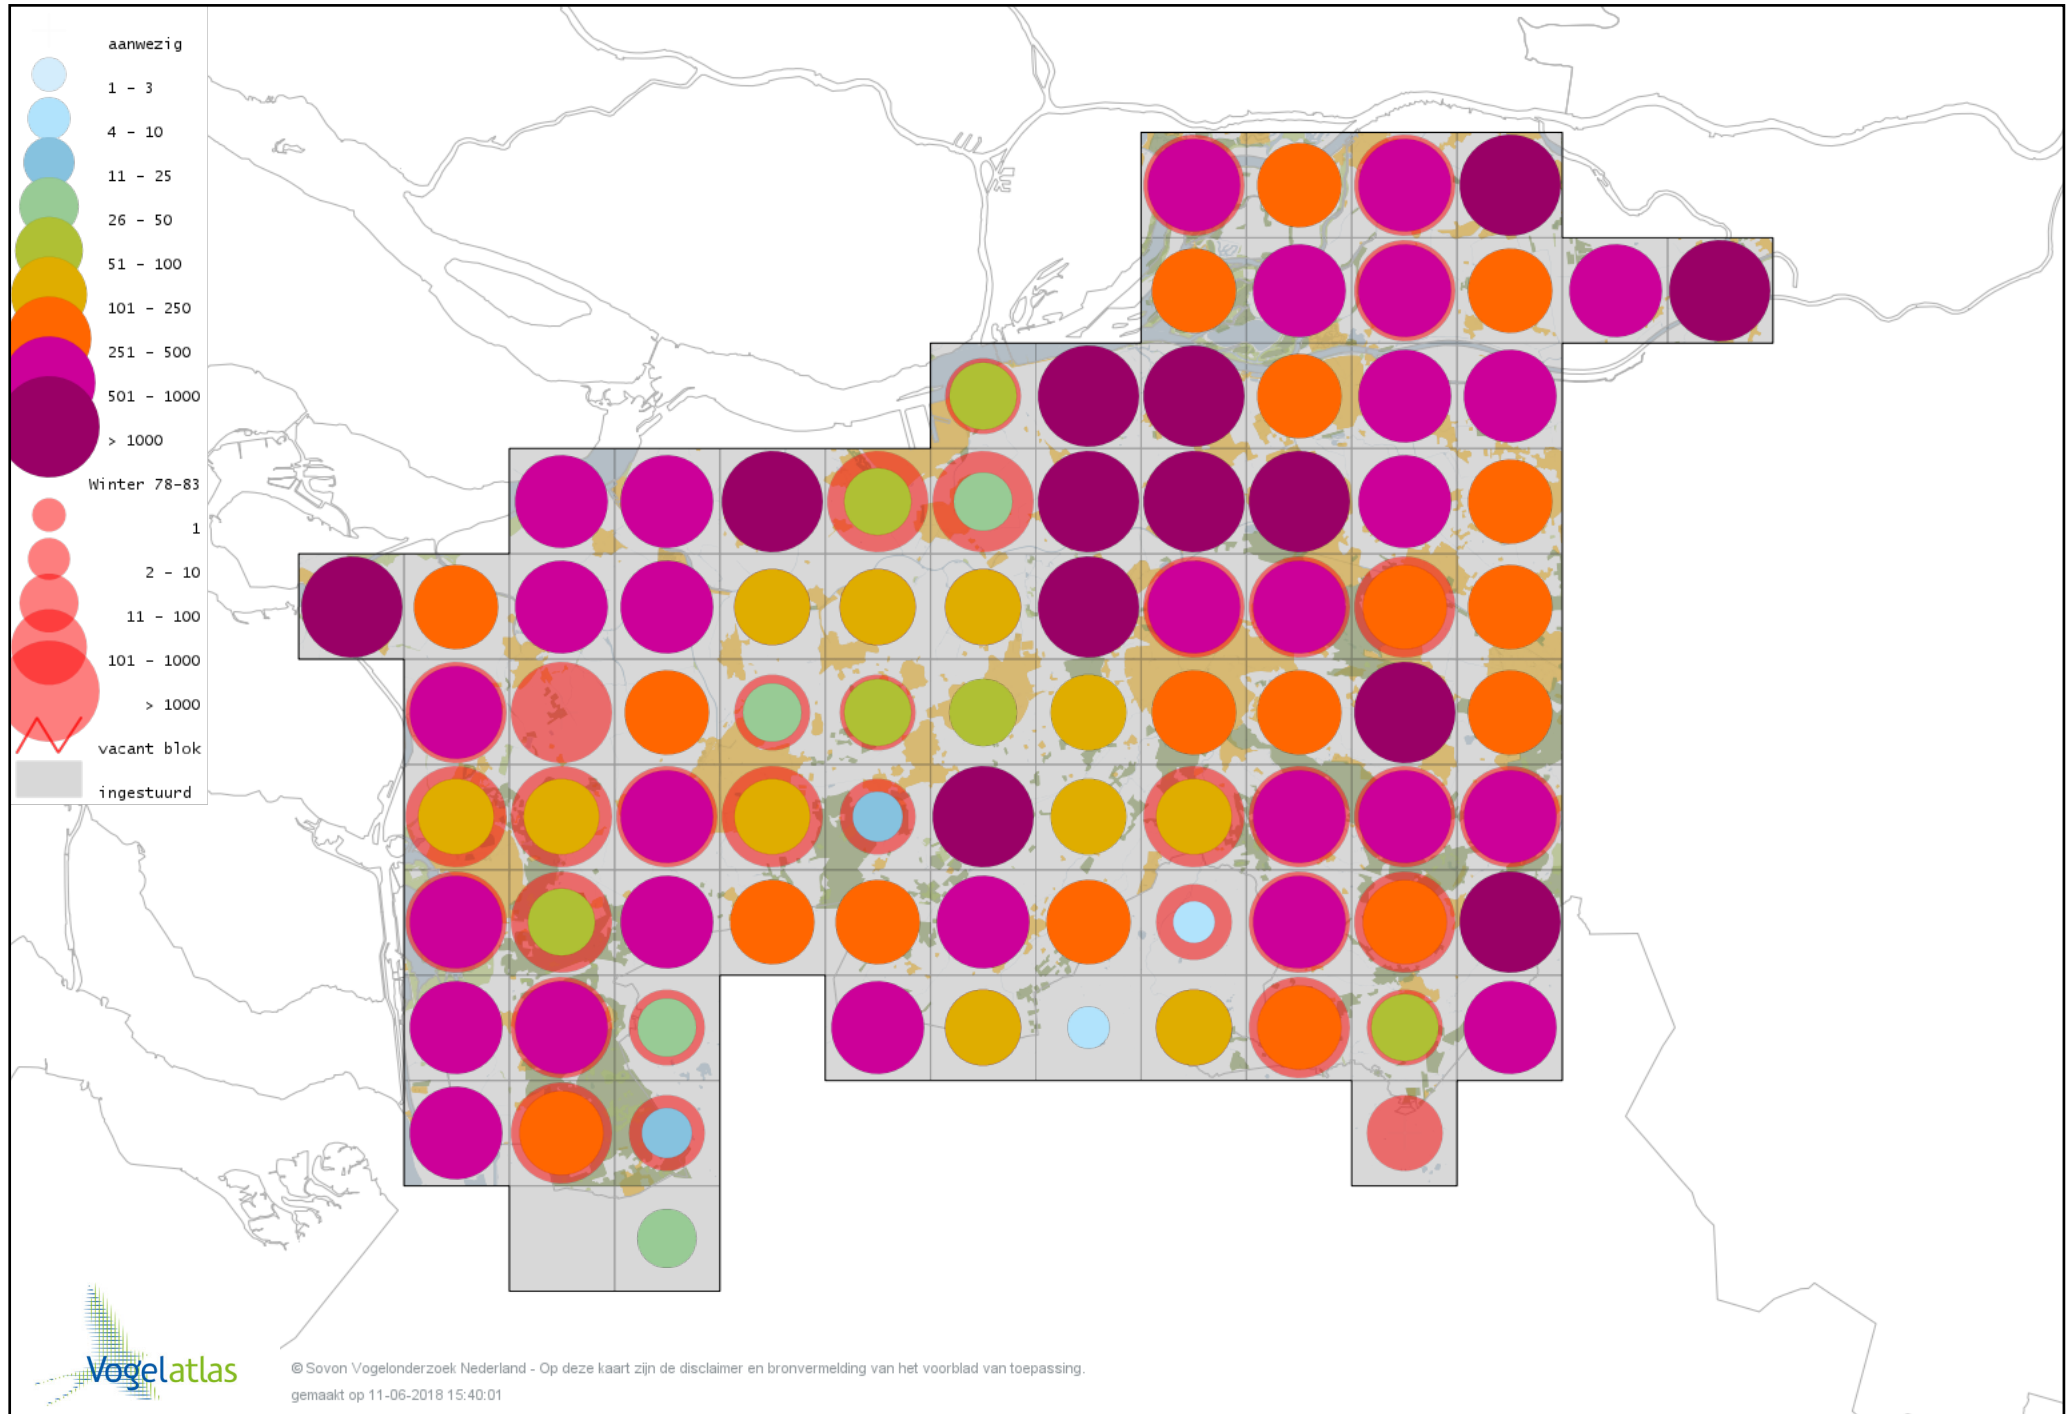 aanwezig
1 - 3
4 - 10
11 - 25
26 - 50
51 - 100
101 - 250
251 - 500
501 - 1000
> 1000
Winter 78-83
1
2 - 10
11 - 100
101 - 1000
> 1000
vacant blok
ingestuurd
Vogelatlas
© Sovon Vogelonderzoek Nederland - Op deze kaart zijn de disclaimer en bronvermelding van het voorblad van toepassing.
gemaakt op 11-06-2018 15:40:01